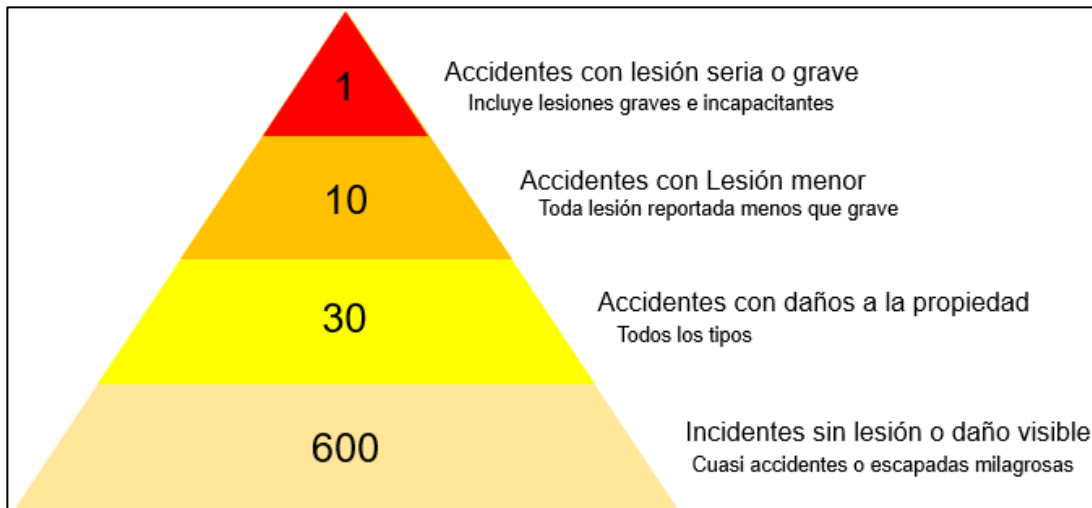 1
Accidentes con lesión seria o grave
Incluye lesiones graves e incapacitantes
10
Accidentes con Lesión menor
Toda lesión reportada menos que grave
30
Accidentes con daños a la propiedad
Todos los tipos
600
Incidentes sin lesión o daño visible
Cuasi accidentes o escapadas milagrosas